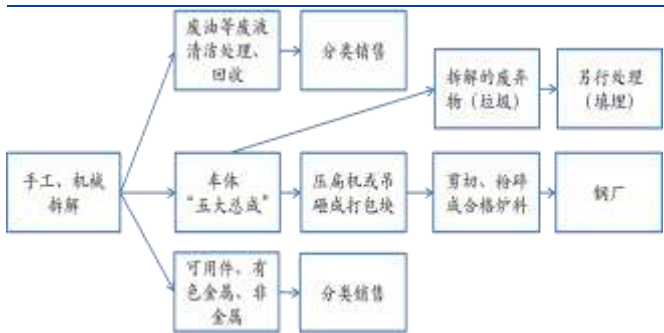 废油等废液
清洁处理、
回收
分类销售
拆解的废弃
物（垃圾）
另行处理
（填埋）
手工、机械
拆解
车体
“五大总成”
压扁机或吊
砸成打包块
剪切、粉碎
成合格炉料
钢厂
可用件、有
色金属、非
金属
分类销售